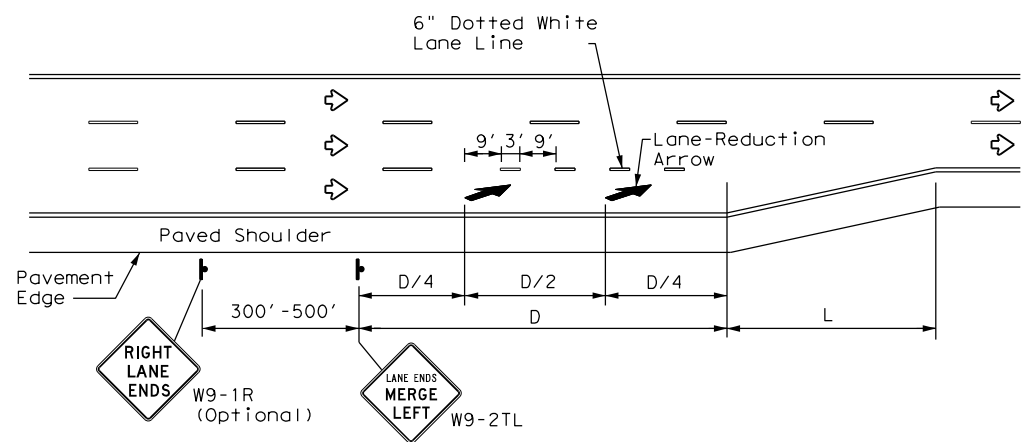 6" Dotted White
Lane Line
9' 3' 9'
Lane-Reduction
Arrow
Paved Shoulder
Pavement
Edge
D/4 D/2 D/4
300'-500' D L
RIGHT
LANE
ENDS
W9-1R
(Optional)
LANE ENDS
MERGE
LEFT
W9-2TL